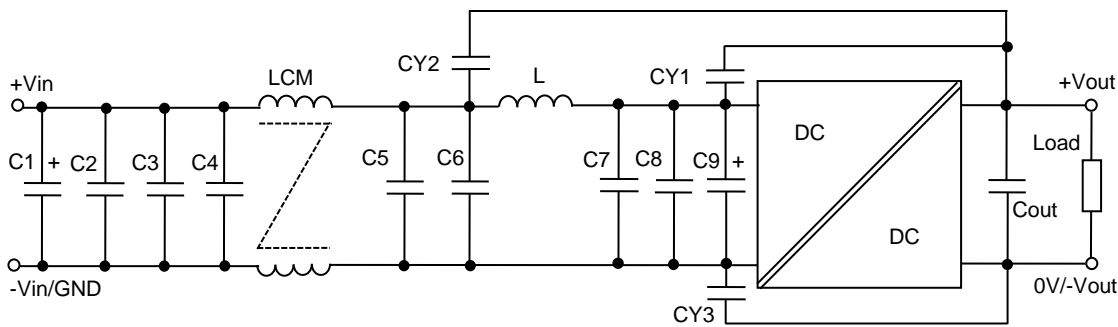 CY2
LCM
L
CY1
+Vin
+Vout
C1 +
C2
C3
C4
C5
C6
C7
C8
C9 +
DC
DC
Load
Cout
-Vin/GND
CY3
0V/-Vout